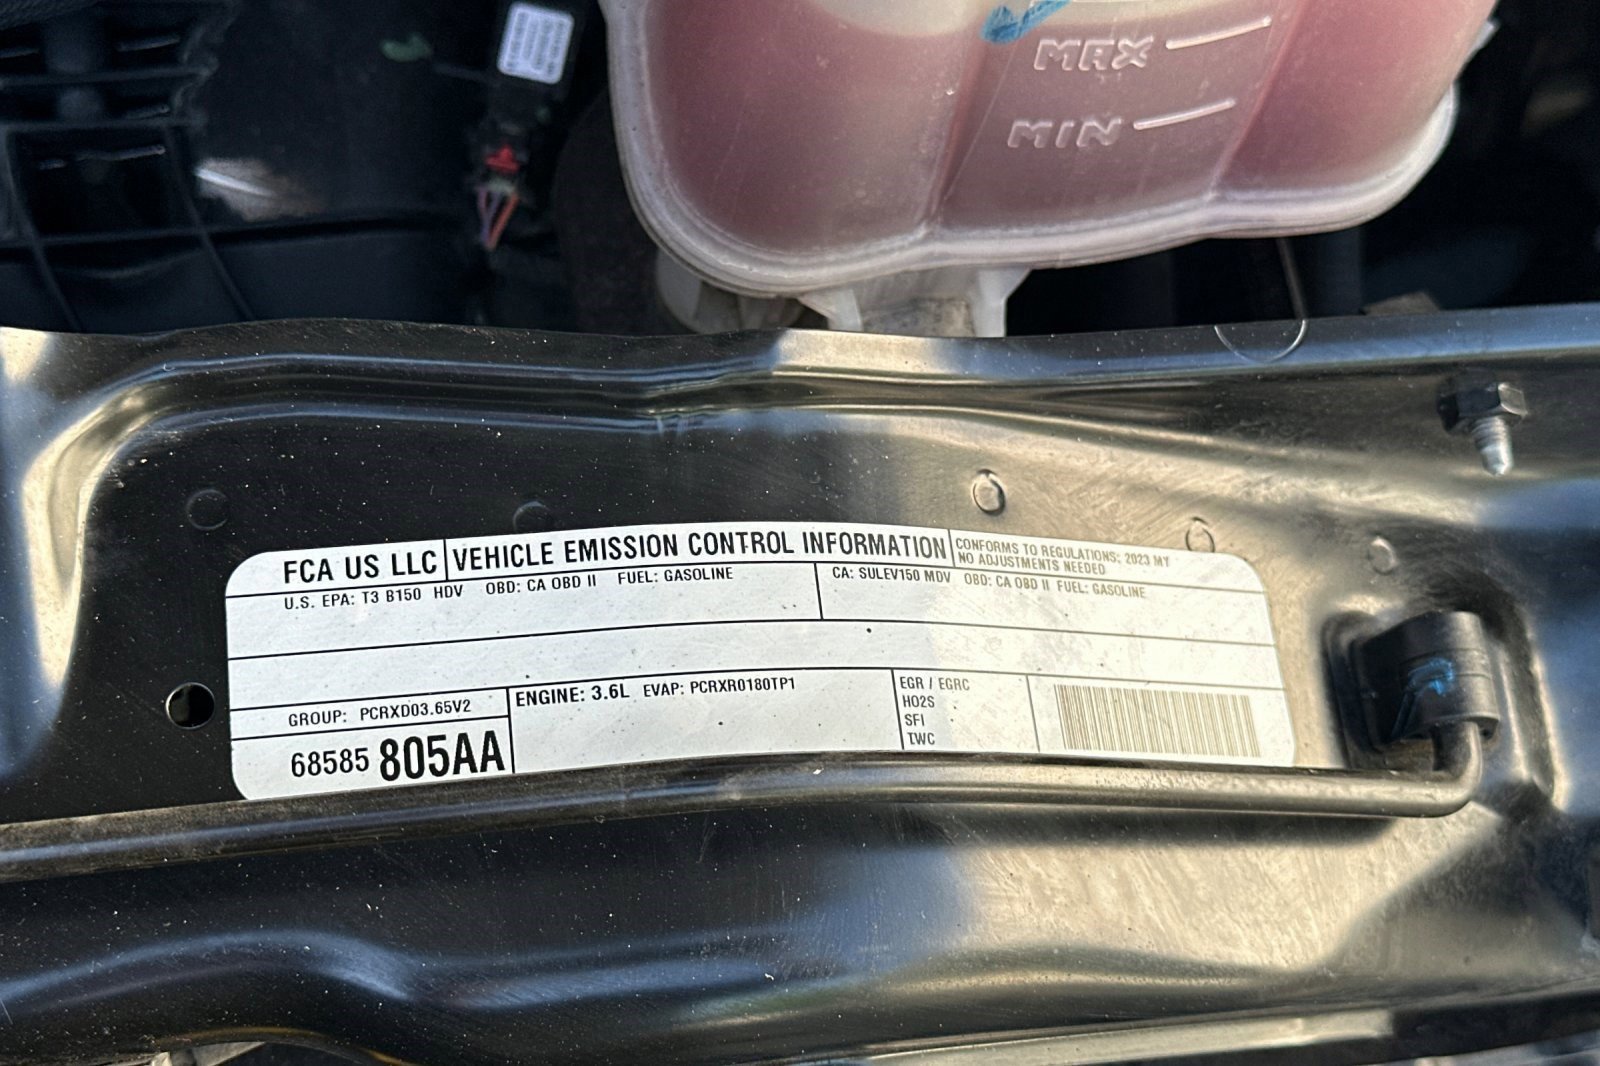 MAX
MIN
FCA US LLC
VEHICLE EMISSION CONTROL INFORMATION
CONFORMS TO REGULATIONS: 2023 MY
NO ADJUSTMENTS NEEDED
U.S. EPA: T3 B150 HDV OBD: CA OBD II FUEL: GASOLINE
CA: SULEV150 MDV OBD: CA OBD II FUEL: GASOLINE
GROUP: PCRXD03.65V2
68585 805AA
ENGINE: 3.6L EVAP: PCRXR0180TP1
EGR / EGRC
HO2S
SFI
TWC